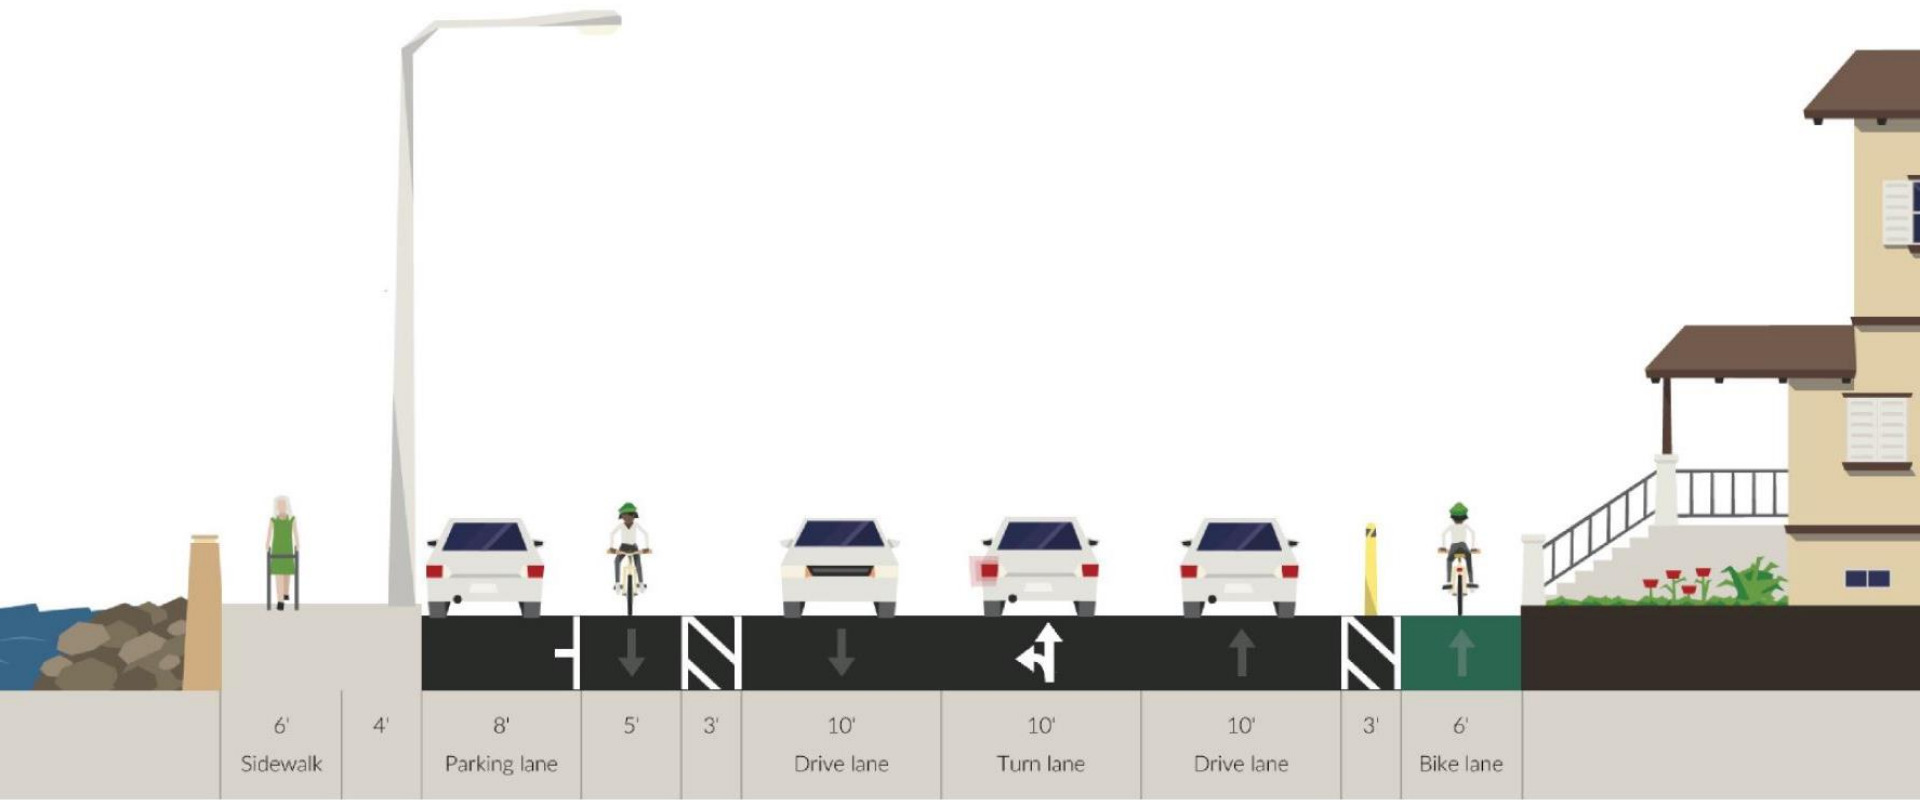 6' 4' 8' 5' 3' 10' 10' 10' 3' 6'
Sidewalk Parking lane Drive lane Turn lane Drive lane Bike lane